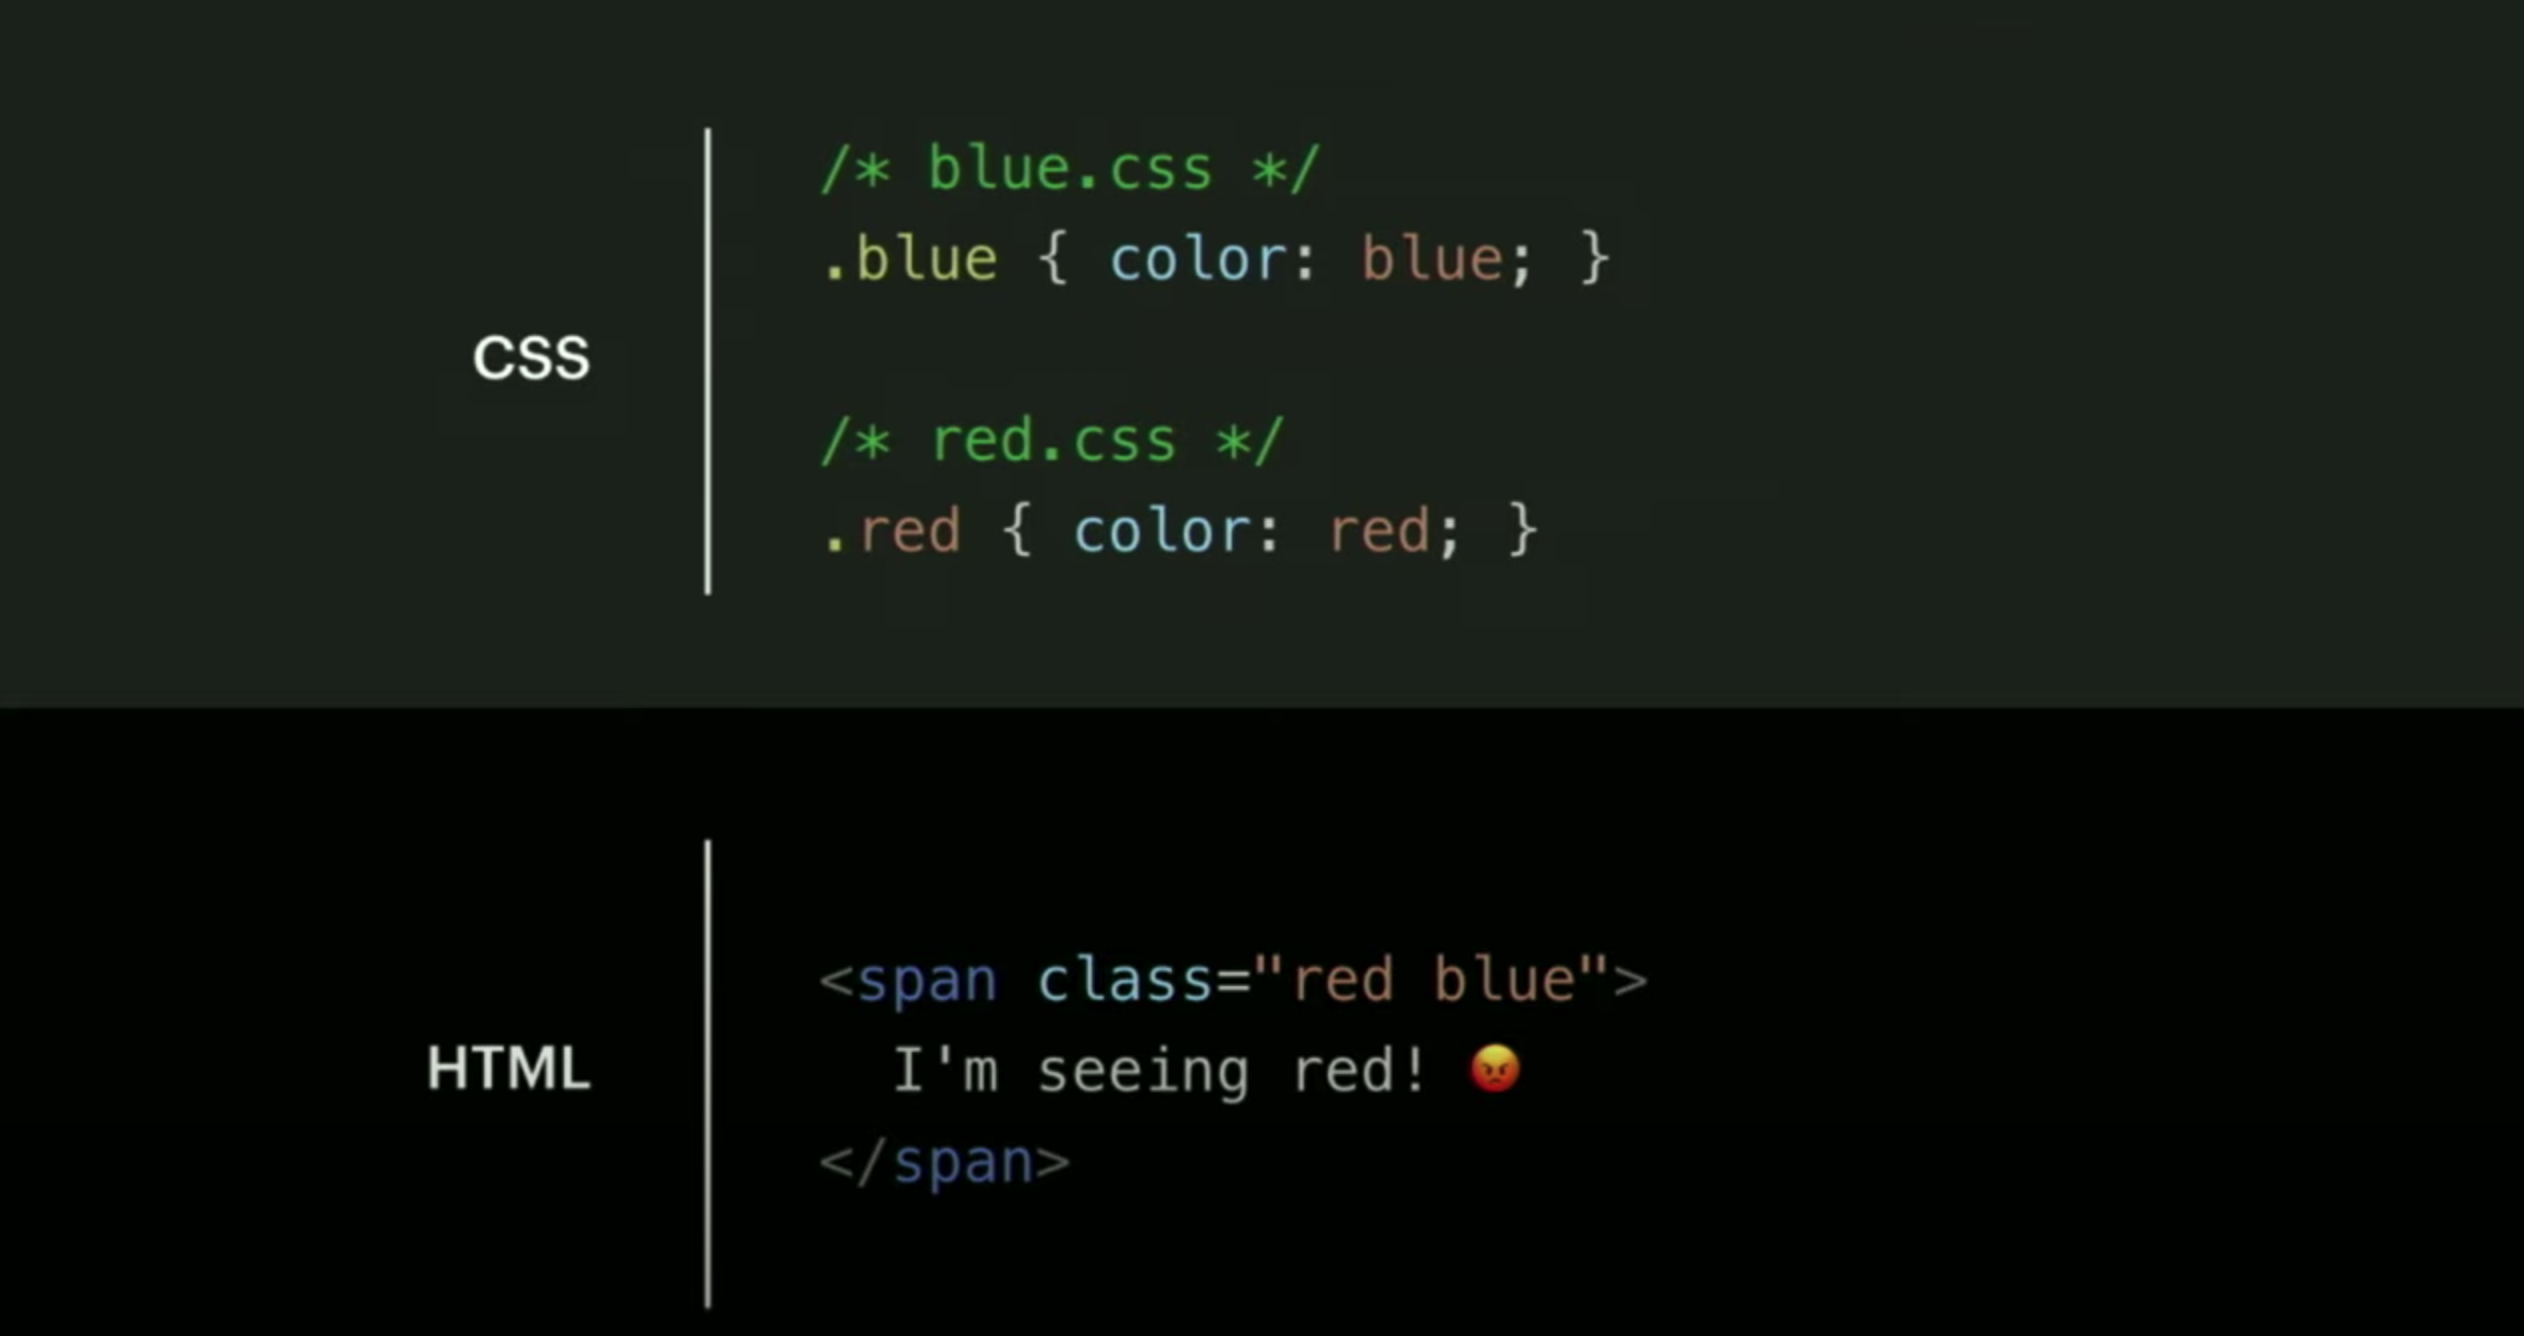 CSS
/* blue.css */
.blue { color: blue; }
/* red.css */
.red { color: red; }
HTML
<span class="red blue">
I'm seeing red! 😡
</span>